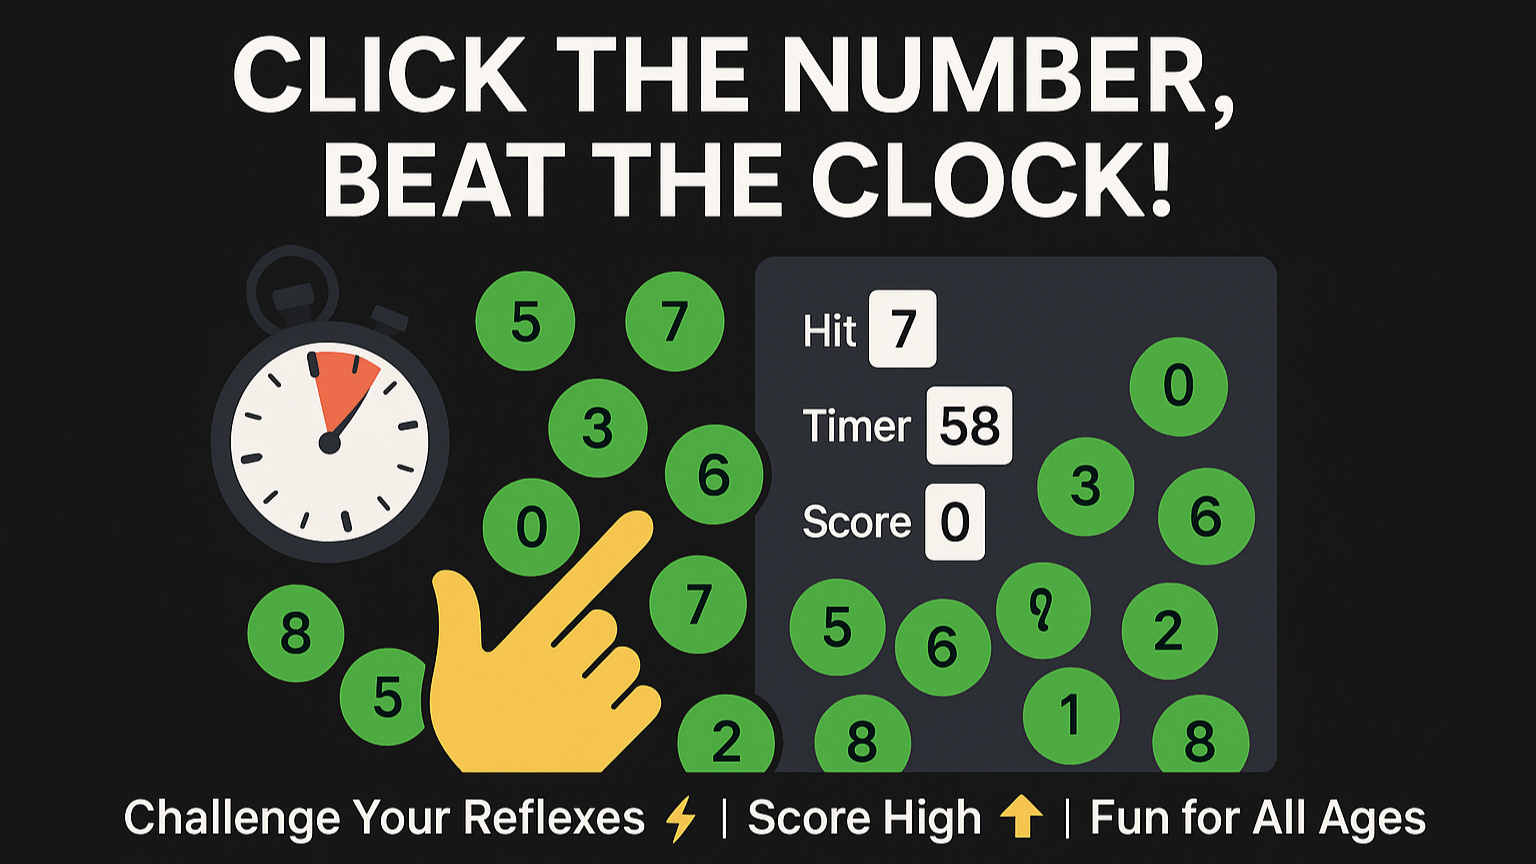 CLICK THE NUMBER,
BEAT THE CLOCK!
5 7
3
6
0
7
8
5
2
Hit 7
Timer 58
Score 0
0
3
6
5 6 2
1
8 8
Challenge Your Reflexes ⚡ | Score High ⬆ | Fun for All Ages